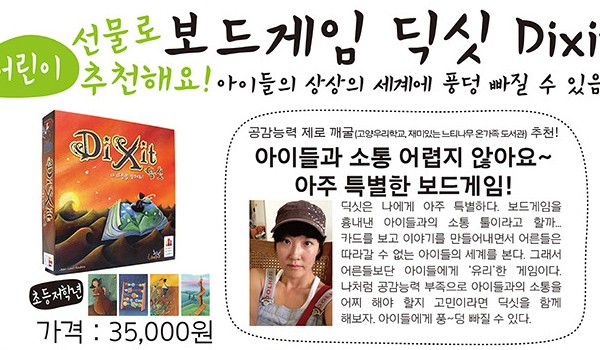 어린이
선물로
추천해요!
보드게임 딕싯 Dixit
아이들의 상상의 세계에 풍덩 빠질 수 있음
DiXit
딕싯
공감능력 제로 깨굴(고양우리학교, 재미있는 느티나무 온가족 도서관) 추천!
아이들과 소통 어렵지 않아요~
아주 특별한 보드게임!
딕싯은 나에게 아주 특별하다. 보드게임을
흉내낸 아이들과의 소통 툴이라고 할까...
카드를 보고 이야기를 만들어내면서 어른들은
따라갈 수 없는 아이들의 세계를 본다. 그래서
어른들보단 아이들에게 '유리'한 게임이다.
나처럼 공감능력 부족으로 아이들과의 소통을
어찌 해야 할지 고민이라면 딕싯을 함께
해보자. 아이들에게 풍~덩 빠질 수 있다.
초등저학년
가격 : 35,000원